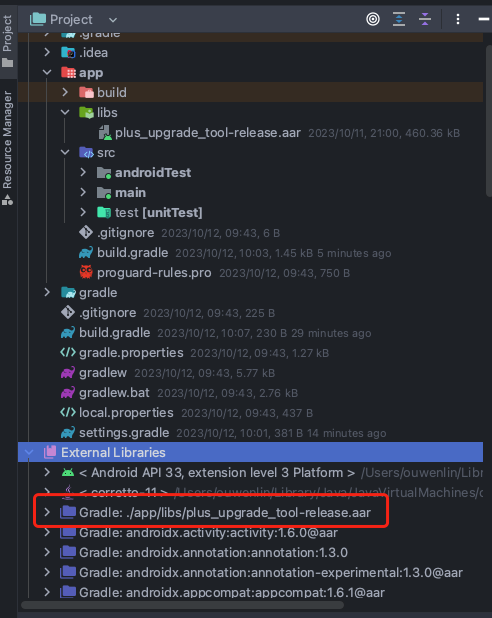 Project
Project
Resource Manager
.gradle
.idea
app
build
libs
plus_upgrade_tool-release.aar 2023/10/11, 21:00, 460.36 kB
src
androidTest
main
test [unitTest]
.gitignore 2023/10/12, 09:43, 6 B
build.gradle 2023/10/12, 10:03, 1.45 kB 5 minutes ago
proguard-rules.pro 2023/10/12, 09:43, 750 B
gradle
.gitignore 2023/10/12, 09:43, 225 B
build.gradle 2023/10/12, 10:07, 230 B 29 minutes ago
gradle.properties 2023/10/12, 09:43, 1.27 kB
gradlew 2023/10/12, 09:43, 5.77 kB
gradlew.bat 2023/10/12, 09:43, 2.76 kB
local.properties 2023/10/12, 09:43, 437 B
settings.gradle 2023/10/12, 10:01, 381 B 14 minutes ago
External Libraries
< Android API 33, extension level 3 Platform > /Users/ouwenlin/Libr
< corretto-11 > /Users/ouwenlin/Library/Java/JavaVirtualMachines/c
Gradle: ./app/libs/plus_upgrade_tool-release.aar
Gradle: androidx.activity:activity:1.6.0@aar
Gradle: androidx.annotation:annotation:1.3.0
Gradle: androidx.annotation:annotation-experimental:1.3.0@aar
Gradle: androidx.appcompat:appcompat:1.6.1@aar